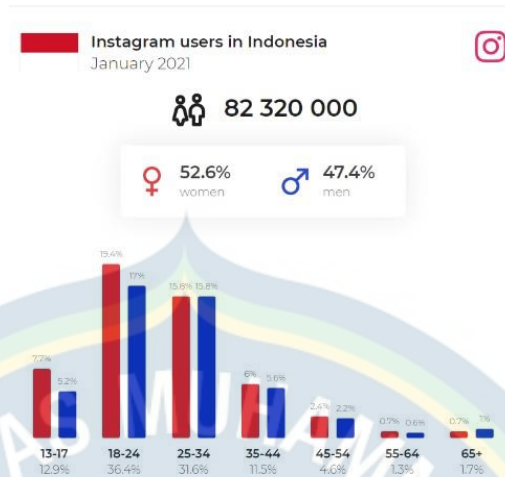 Instagram users in Indonesia
January 2021
82 320 000
52.6%
women
47.4%
men
19.4%
17%
15.8% 15.8%
7.7%
5.2%
6%
5.6%
2.4% 2.2%
0.7% 0.6%
0.7% 1%
AS MUHAM
13-17 18-24 25-34 35-44 45-54 55-64 65+
12.9% 36.4% 31.6% 11.5% 4.6% 1.3% 1.7%